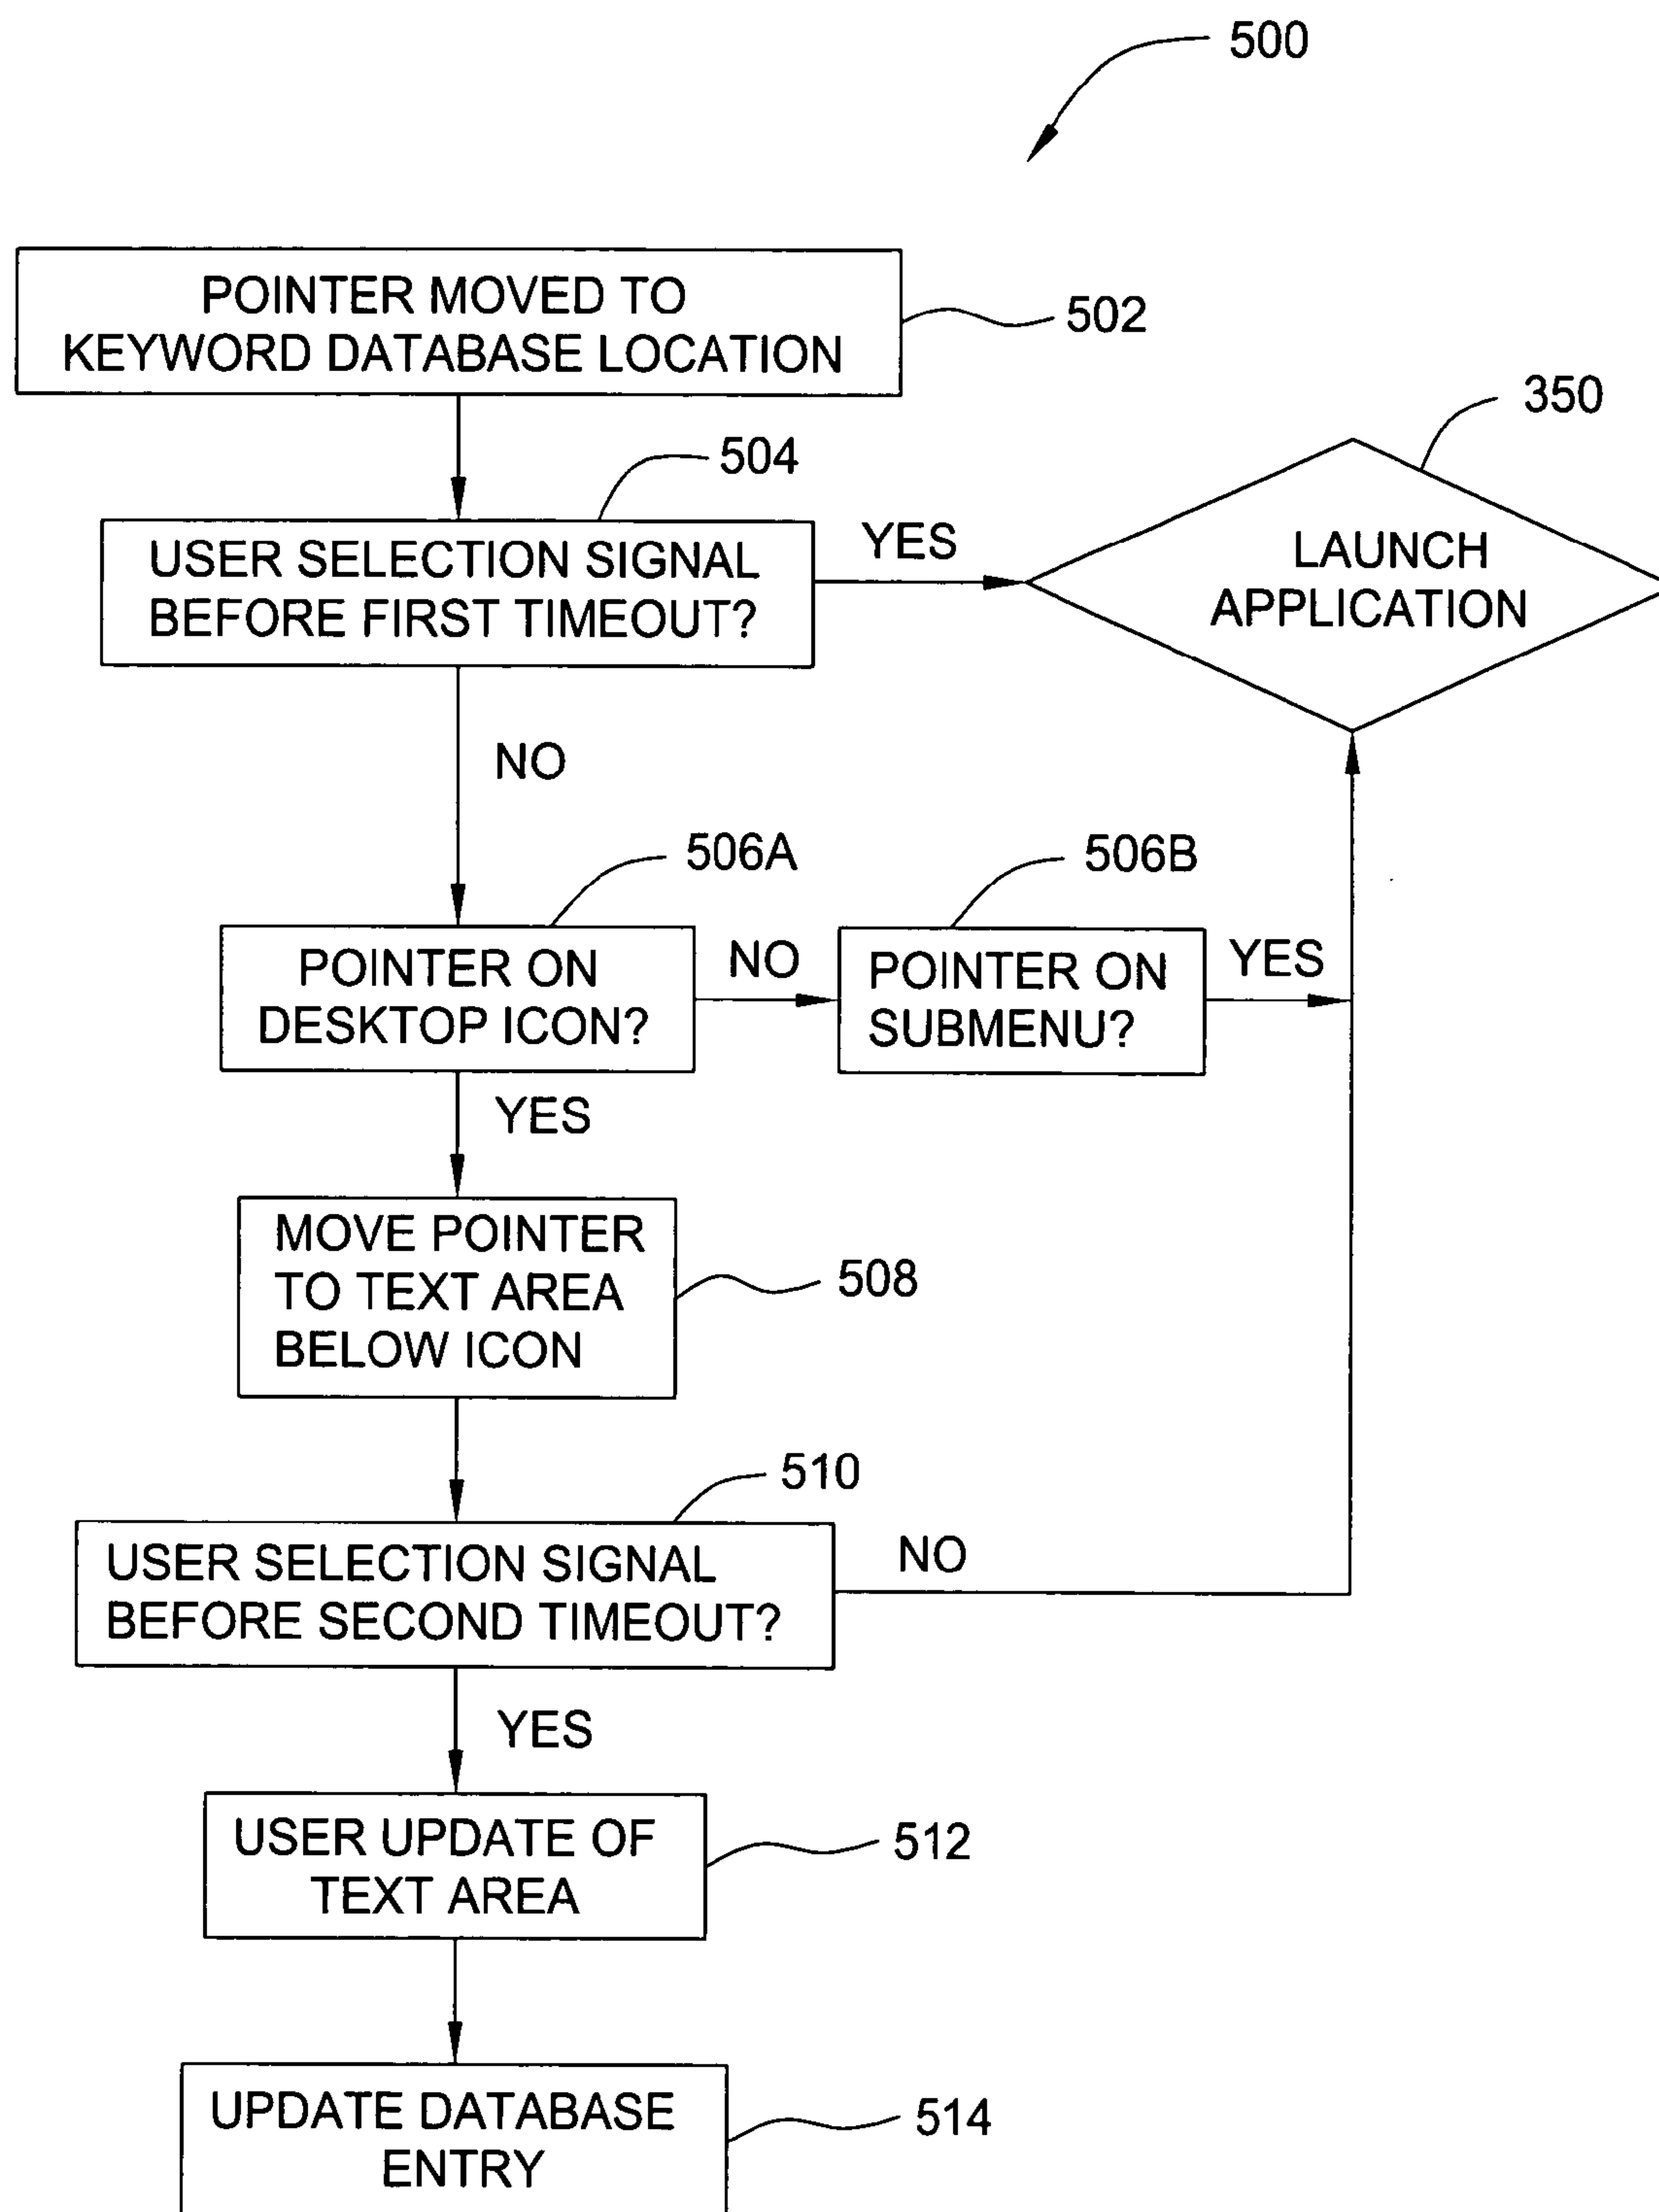 500
POINTER MOVED TO
KEYWORD DATABASE LOCATION
502
350
504
USER SELECTION SIGNAL
BEFORE FIRST TIMEOUT?
YES
LAUNCH
APPLICATION
NO
506A
506B
POINTER ON
DESKTOP ICON?
NO
POINTER ON
SUBMENU?
YES
YES
MOVE POINTER
TO TEXT AREA
BELOW ICON
508
510
USER SELECTION SIGNAL
BEFORE SECOND TIMEOUT?
NO
YES
USER UPDATE OF
TEXT AREA
512
UPDATE DATABASE
ENTRY
514